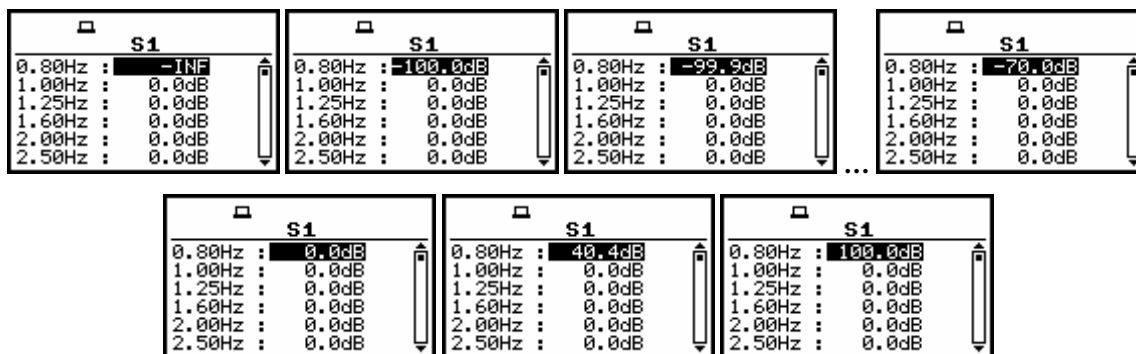 S1
0.80Hz : -INF
1.00Hz : 0.0dB
1.25Hz : 0.0dB
1.60Hz : 0.0dB
2.00Hz : 0.0dB
2.50Hz : 0.0dB
S1
0.80Hz :-100.0dB
1.00Hz : 0.0dB
1.25Hz : 0.0dB
1.60Hz : 0.0dB
2.00Hz : 0.0dB
2.50Hz : 0.0dB
S1
0.80Hz : -99.9dB
1.00Hz : 0.0dB
1.25Hz : 0.0dB
1.60Hz : 0.0dB
2.00Hz : 0.0dB
2.50Hz : 0.0dB
...
S1
0.80Hz : -70.0dB
1.00Hz : 0.0dB
1.25Hz : 0.0dB
1.60Hz : 0.0dB
2.00Hz : 0.0dB
2.50Hz : 0.0dB
S1
0.80Hz : 0.0dB
1.00Hz : 0.0dB
1.25Hz : 0.0dB
1.60Hz : 0.0dB
2.00Hz : 0.0dB
2.50Hz : 0.0dB
S1
0.80Hz : 40.4dB
1.00Hz : 0.0dB
1.25Hz : 0.0dB
1.60Hz : 0.0dB
2.00Hz : 0.0dB
2.50Hz : 0.0dB
S1
0.80Hz : 100.0dB
1.00Hz : 0.0dB
1.25Hz : 0.0dB
1.60Hz : 0.0dB
2.00Hz : 0.0dB
2.50Hz : 0.0dB